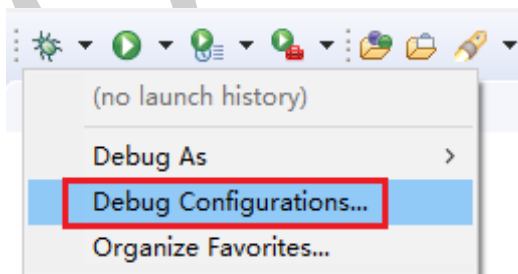 (no launch history)
Debug As
Debug Configurations...
Organize Favorites...